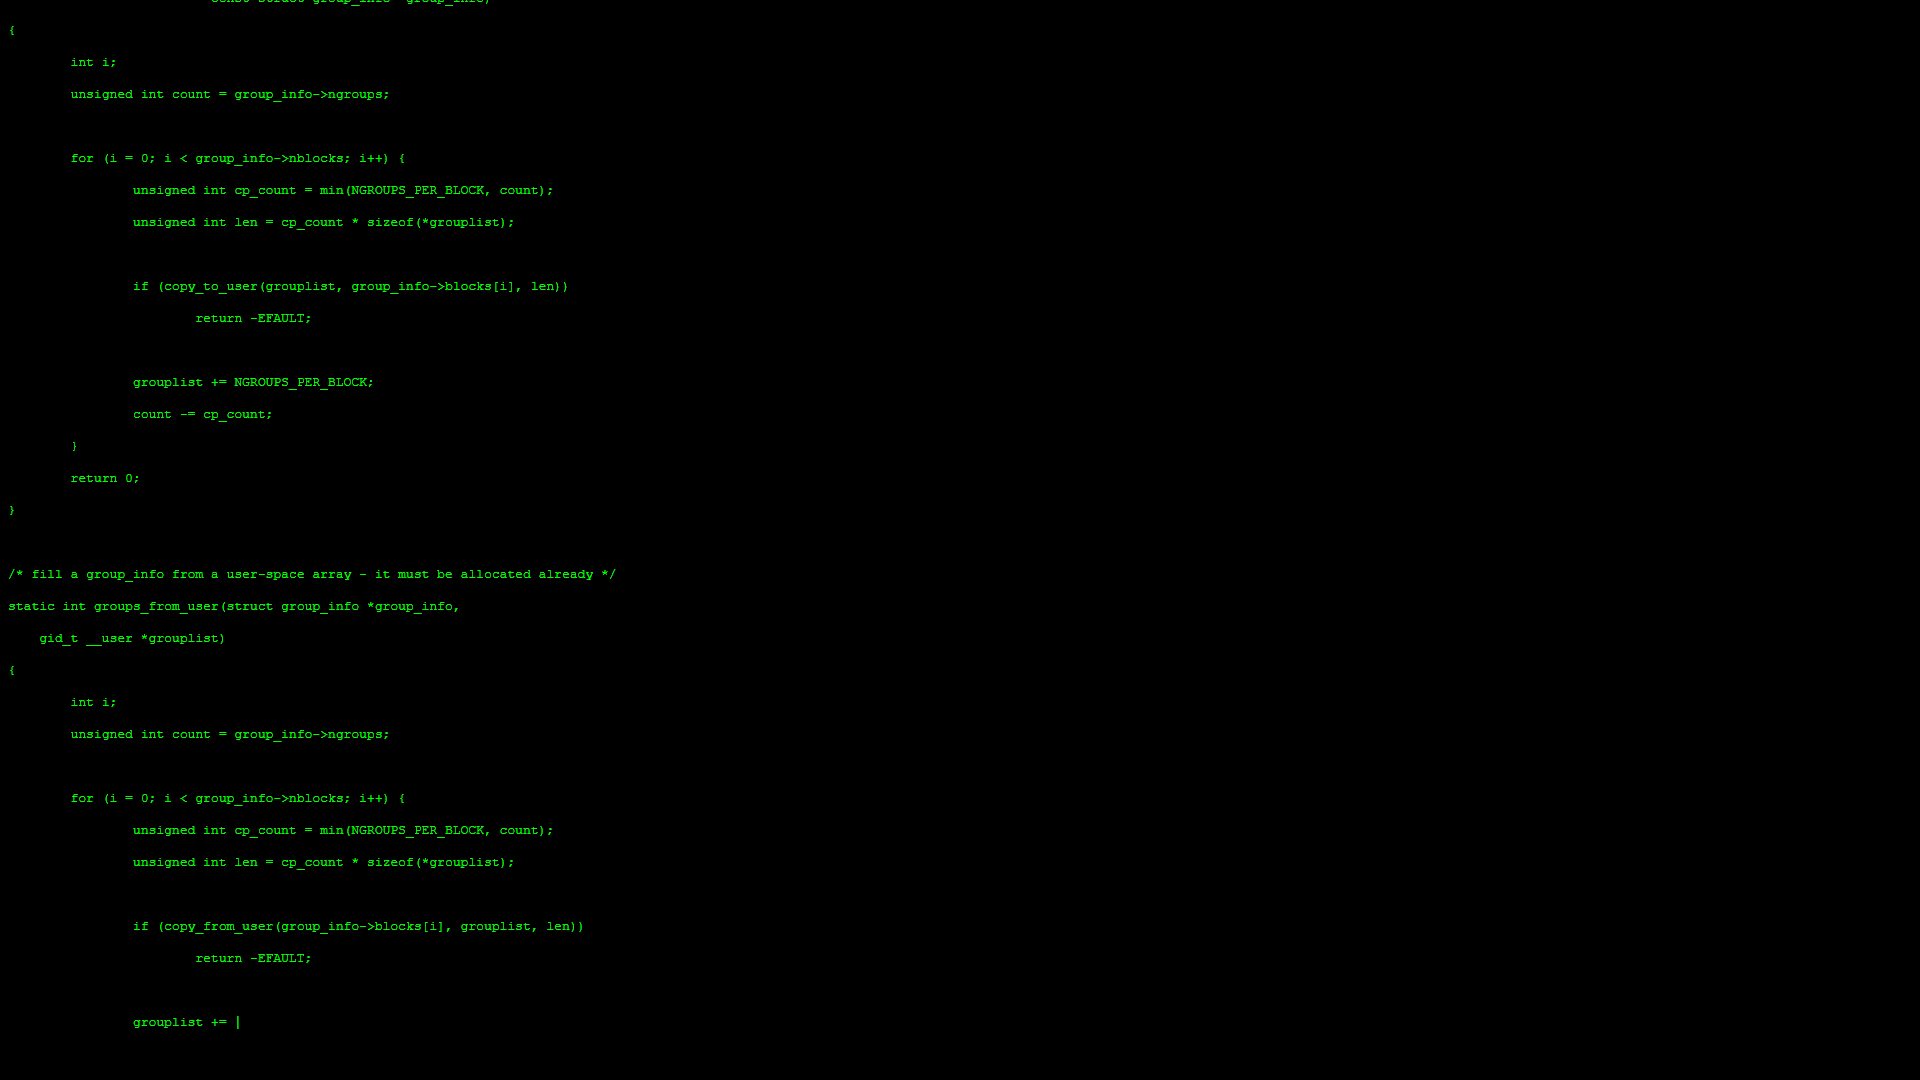 const struct group_info *group_info)
{
int i;
unsigned int count = group_info->ngroups;
for (i = 0; i < group_info->nblocks; i++) {
unsigned int cp_count = min(NGROUPS_PER_BLOCK, count);
unsigned int len = cp_count * sizeof(*grouplist);
if (copy_to_user(grouplist, group_info->blocks[i], len))
return -EFAULT;
grouplist += NGROUPS_PER_BLOCK;
count -= cp_count;
}
return 0;
}
/* fill a group_info from a user-space array - it must be allocated already */
static int groups_from_user(struct group_info *group_info,
gid_t __user *grouplist)
{
int i;
unsigned int count = group_info->ngroups;
for (i = 0; i < group_info->nblocks; i++) {
unsigned int cp_count = min(NGROUPS_PER_BLOCK, count);
unsigned int len = cp_count * sizeof(*grouplist);
if (copy_from_user(group_info->blocks[i], grouplist, len))
return -EFAULT;
grouplist += |